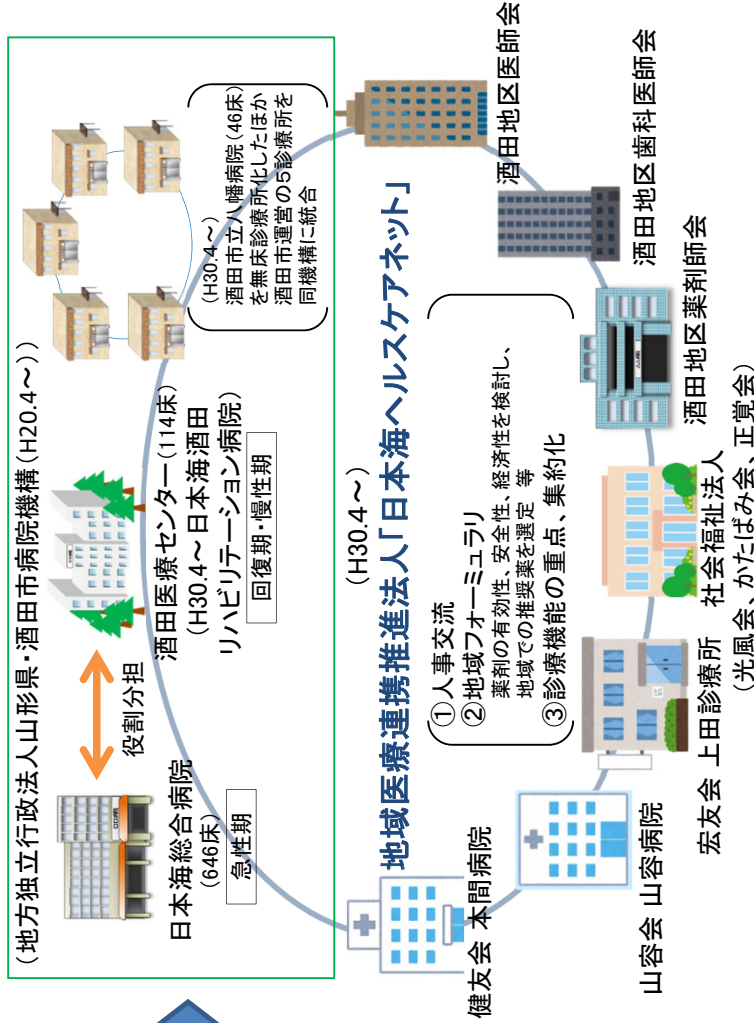 (地方独立行政法人山形県・酒田市病院機構(H20.4～))
役割分担
日本海総合病院
(646床)
急性期
酒田医療センター(114床)
(H30.4～日本海酒田
リハビリテーション病院)
回復期・慢性期
(H30.4～)
酒田市立八幡病院(46床)
を無床診療所化したほか
酒田市運営の5診療所を
同機構に統合
(H30.4～)
地域医療連携推進法人「日本海ヘルスケアネット」
①人事交流
②地域フォーミュラリ
薬剤の有効性、安全性、経済性を検討し、
地域での推奨薬を選定 等
③診療機能の重点、集約化
健友会 本間病院
山容会 山容病院
宏友会 上田診療所
社会福祉法人
(光風会、かたばみ会、正覚会)
酒田地区薬剤師会
酒田地区歯科医師会
酒田地区医師会